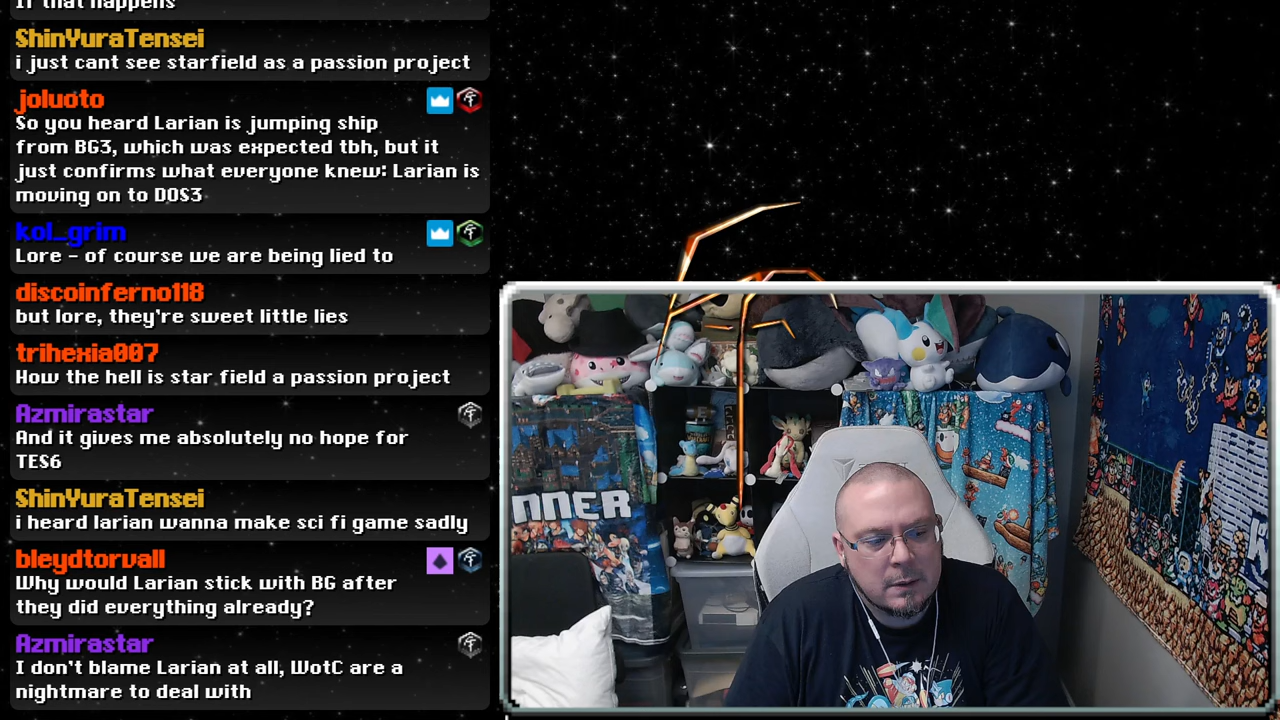 If that happens
ShinYuraTensei
i just cant see starfield as a passion project
joluoto
So you heard Larian is jumping ship
from BG3, which was expected tbh, but it
just confirms what everyone knew: Larian is
moving on to DOS3
kol_grim
Lore - of course we are being lied to
discoinferno118
but lore, they're sweet little lies
trihexia007
How the hell is star field a passion project
Azmirastar
And it gives me absolutely no hope for
TES6
ShinYuraTensei
i heard larian wanna make sci fi game sadly
bleydtorvall
Why would Larian stick with BG after
they did everything already?
Azmirastar
I don't blame Larian at all, WotC are a
nightmare to deal with
NNER